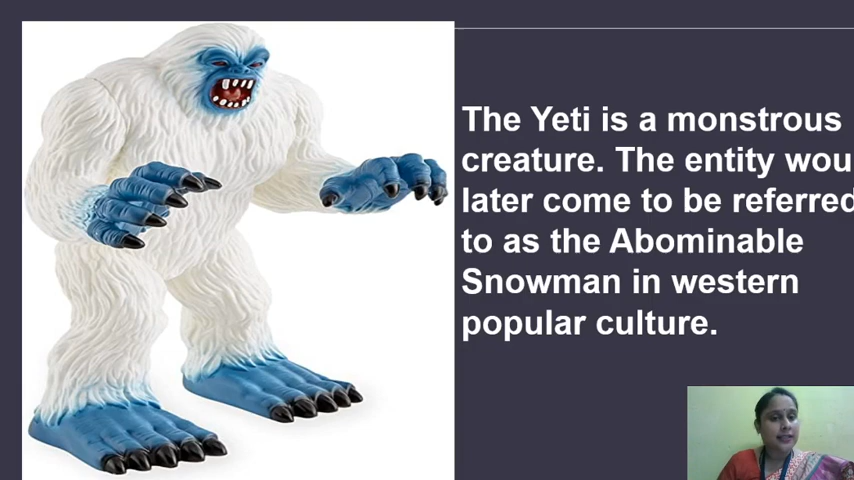 The Yeti is a monstrous
creature. The entity wou
later come to be referred
to as the Abominable
Snowman in western
popular culture.